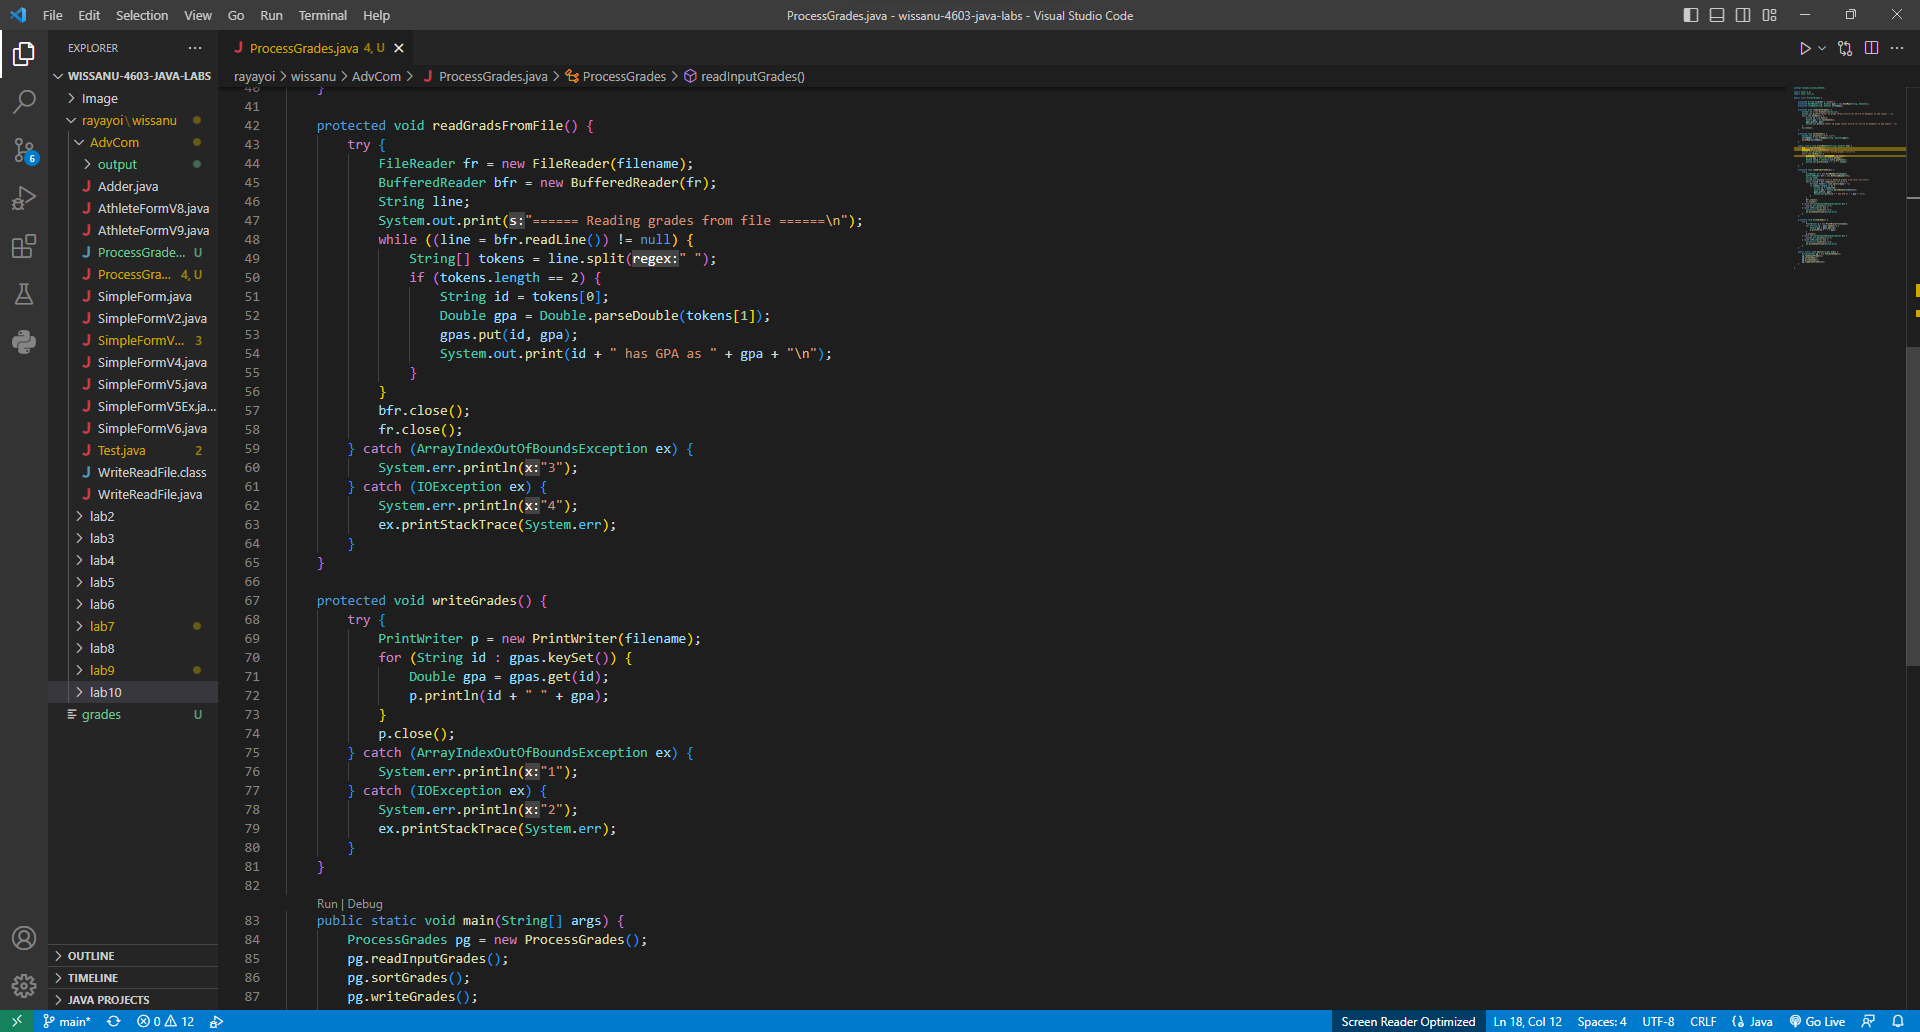 File Edit Selection View Go Run Terminal Help
ProcessGrades.java - wissanu-4603-java-labs - Visual Studio Code
EXPLORER
WISSANU-4603-JAVA-LABS
Image
rayayoi\wissanu
AdvCom
output
Adder.java
AthleteFormV8.java
AthleteFormV9.java
ProcessGrade... U
ProcessGra... 4, U
SimpleForm.java
SimpleFormV2.java
SimpleFormV... 3
SimpleFormV4.java
SimpleFormV5.java
SimpleFormV5Ex.ja...
SimpleFormV6.java
Test.java 2
WriteReadFile.class
WriteReadFile.java
lab2
lab3
lab4
lab5
lab6
lab7
lab8
lab9
lab10
grades U
OUTLINE
TIMELINE
JAVA PROJECTS
6
ProcessGrades.java 4, U
rayayoi > wissanu > AdvCom > ProcessGrades.java > ProcessGrades > readInputGrades()
40 }
41
42 protected void readGradsFromFile() {
43 try {
44 FileReader fr = new FileReader(filename);
45 BufferedReader bfr = new BufferedReader(fr);
46 String line;
47 System.out.print(s:"====== Reading grades from file ======\n");
48 while ((line = bfr.readLine()) != null) {
49 String[] tokens = line.split(regex:" ");
50 if (tokens.length == 2) {
51 String id = tokens[0];
52 Double gpa = Double.parseDouble(tokens[1]);
53 gpas.put(id, gpa);
54 System.out.print(id + " has GPA as " + gpa + "\n");
55 }
56 }
57 bfr.close();
58 fr.close();
59 } catch (ArrayIndexOutOfBoundsException ex) {
60 System.err.println(x:"3");
61 } catch (IOException ex) {
62 System.err.println(x:"4");
63 ex.printStackTrace(System.err);
64 }
65 }
66
67 protected void writeGrades() {
68 try {
69 PrintWriter p = new PrintWriter(filename);
70 for (String id : gpas.keySet()) {
71 Double gpa = gpas.get(id);
72 p.println(id + " " + gpa);
73 }
74 p.close();
75 } catch (ArrayIndexOutOfBoundsException ex) {
76 System.err.println(x:"1");
77 } catch (IOException ex) {
78 System.err.println(x:"2");
79 ex.printStackTrace(System.err);
80 }
81 }
82
Run | Debug
83 public static void main(String[] args) {
84 ProcessGrades pg = new ProcessGrades();
85 pg.readInputGrades();
86 pg.sortGrades();
87 pg.writeGrades();
main* 0 12 Screen Reader Optimized Ln 18, Col 12 Spaces: 4 UTF-8 CRLF Java Go Live